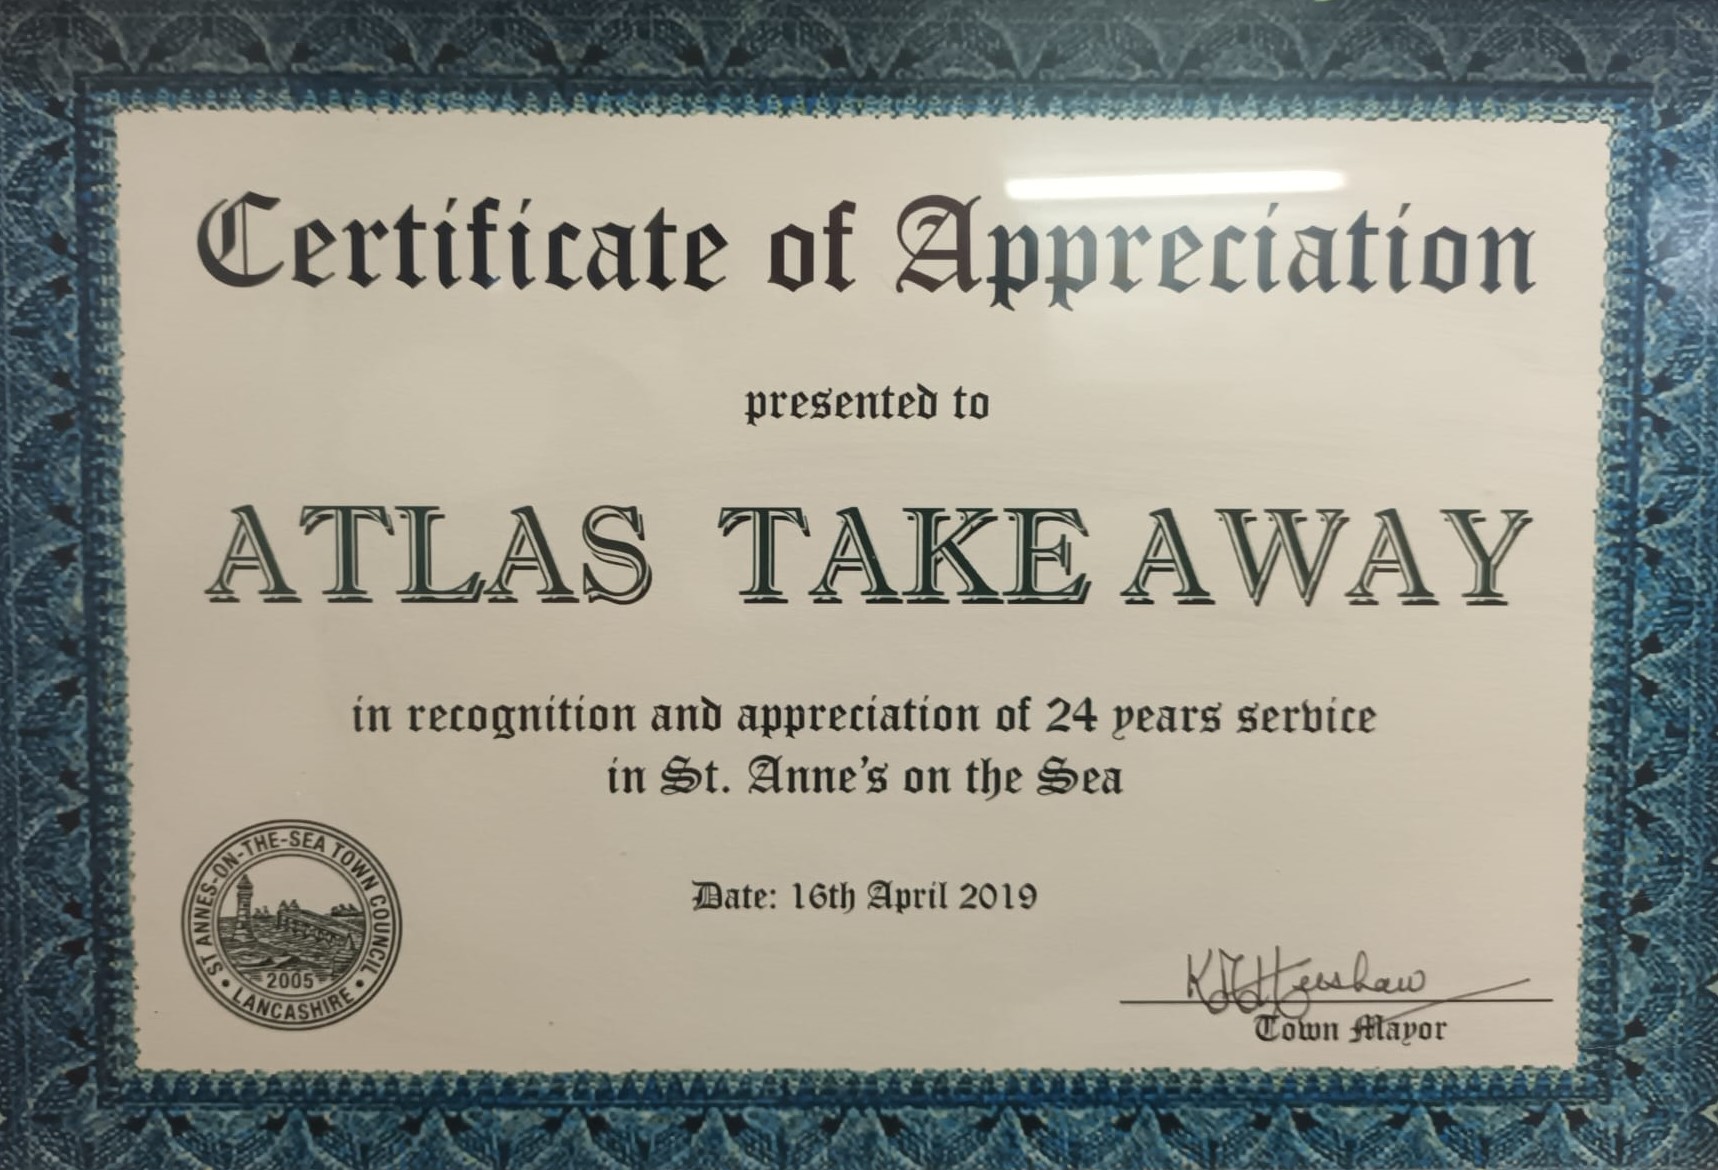 Certificate of Appreciation
presented to
ATLAS TAKE AWAY
in recognition and appreciation of 24 years service
in St. Anne's on the Sea
Date: 16th April 2019
ST ANNES-ON-THE-SEA TOWN COUNCIL
2005
• LANCASHIRE •
Kershaw
Town Mayor